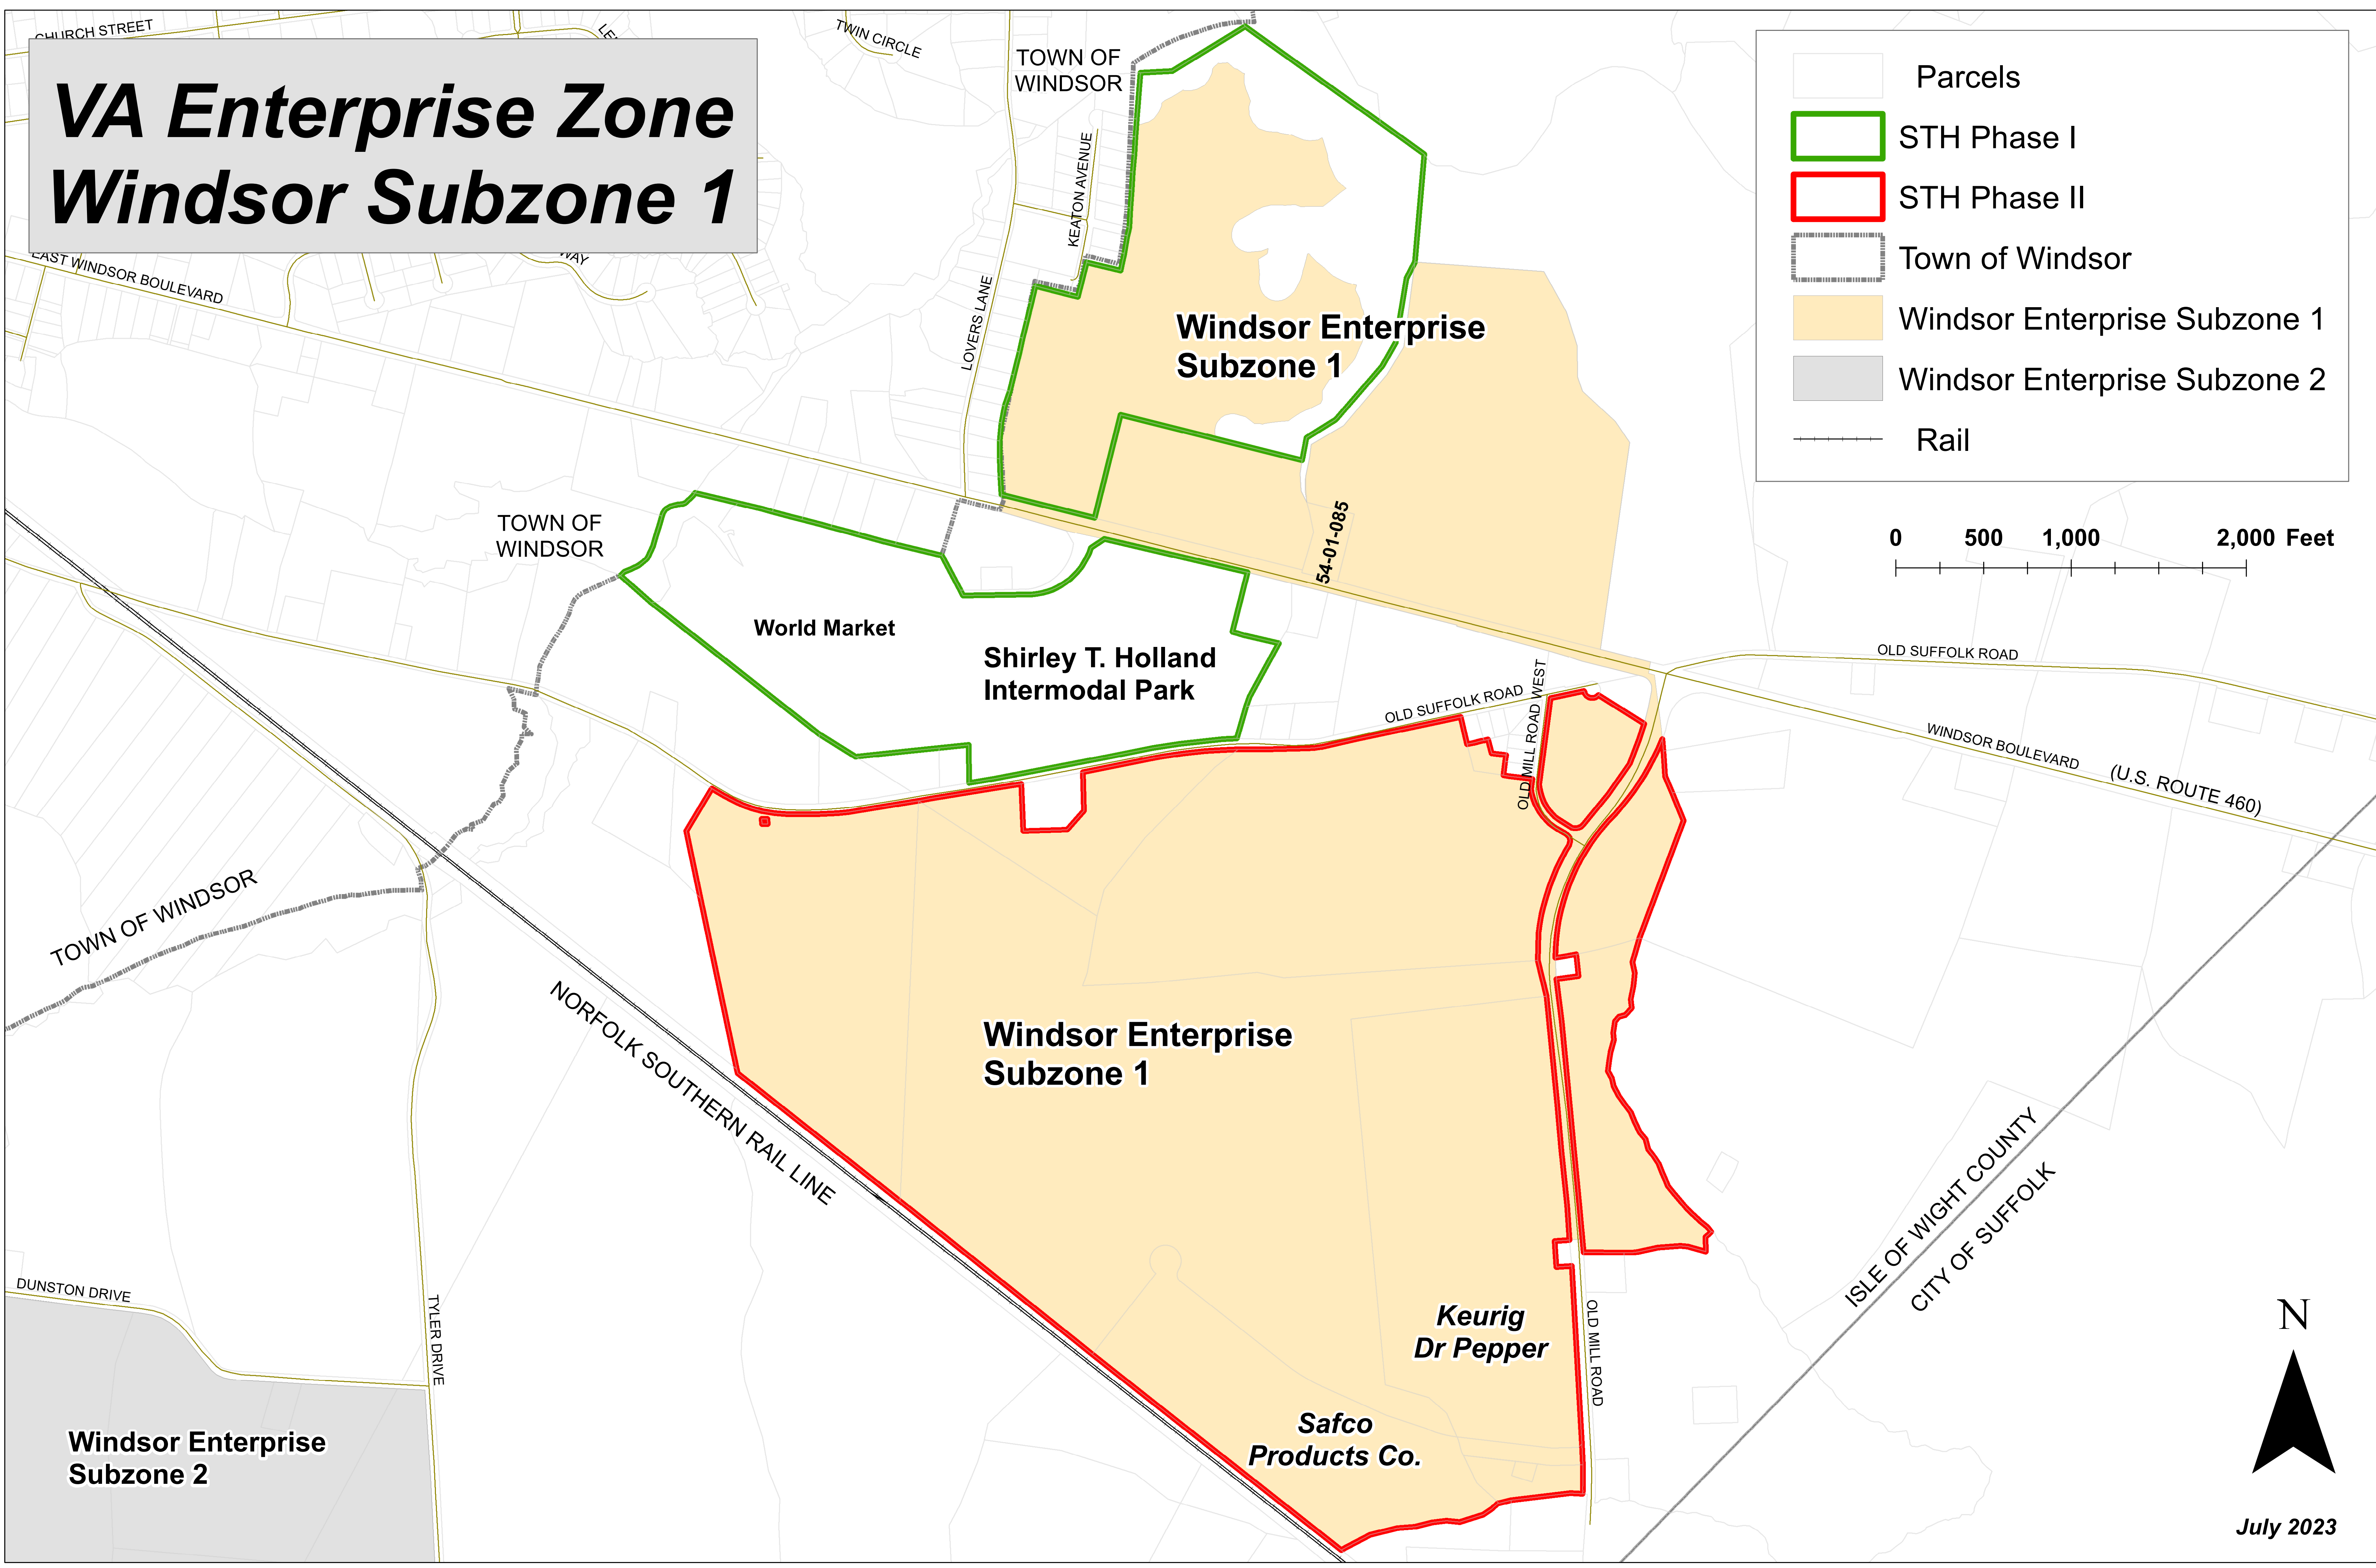 VA Enterprise Zone
Windsor Subzone 1
CHURCH STREET
TWIN CIRCLE
TOWN OF
WINDSOR
KEATON AVENUE
LOVERS LANE
EAST WINDSOR BOULEVARD
WAY
Parcels
STH Phase I
STH Phase II
Town of Windsor
Windsor Enterprise Subzone 1
Windsor Enterprise Subzone 2
Rail
0 500 1,000 2,000 Feet
Windsor Enterprise
Subzone 1
54-01-085
TOWN OF
WINDSOR
World Market
Shirley T. Holland
Intermodal Park
OLD SUFFOLK ROAD
OLD MILL ROAD WEST
OLD SUFFOLK ROAD
WINDSOR BOULEVARD
(U.S. ROUTE 460)
TOWN OF WINDSOR
NORFOLK SOUTHERN RAIL LINE
Windsor Enterprise
Subzone 1
ISLE OF WIGHT COUNTY
CITY OF SUFFOLK
DUNSTON DRIVE
TYLER DRIVE
Keurig
Dr Pepper
OLD MILL ROAD
Safco
Products Co.
Windsor Enterprise
Subzone 2
N
July 2023